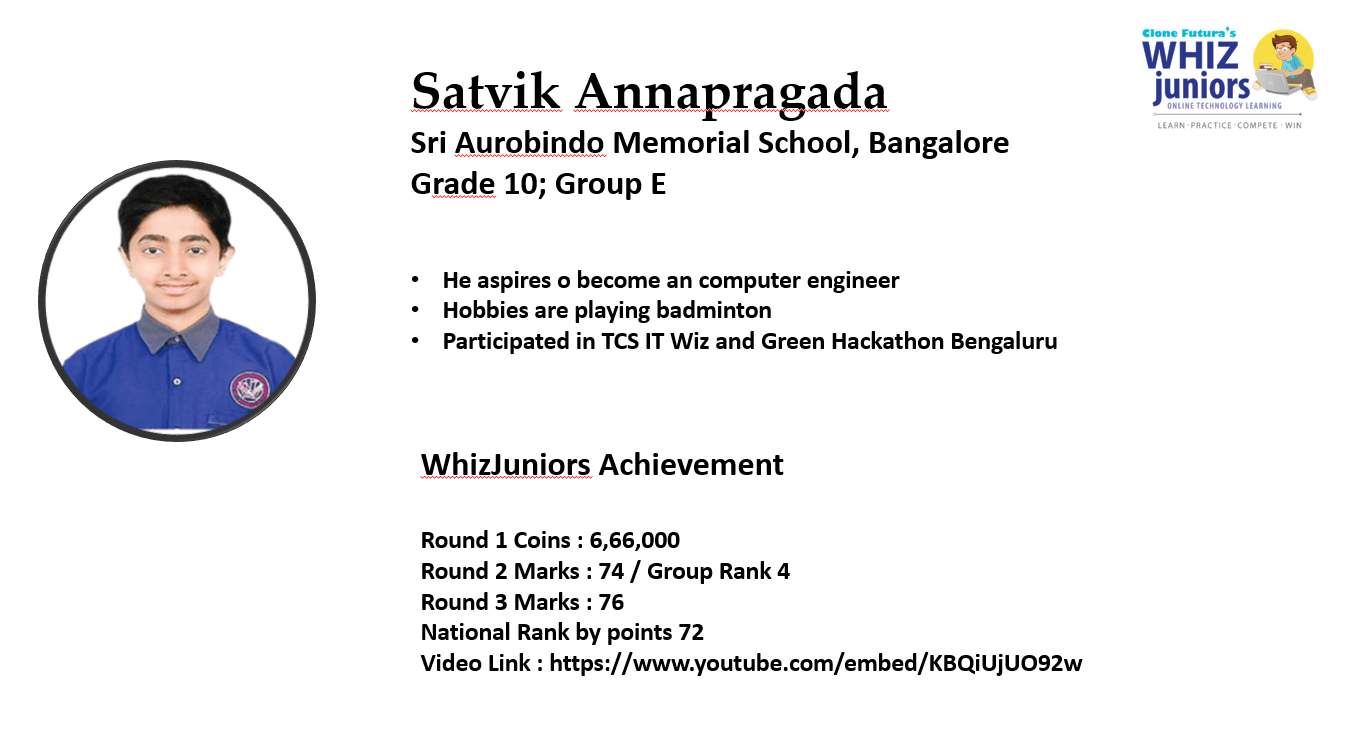 Clone Futura's
WHIZ
juniors
ONLINE TECHNOLOGY LEARNING
LEARN · PRACTICE · COMPETE · WIN
Satvik Annapragada
Sri Aurobindo Memorial School, Bangalore
Grade 10; Group E
• He aspires o become an computer engineer
• Hobbies are playing badminton
• Participated in TCS IT Wiz and Green Hackathon Bengaluru
WhizJuniors Achievement
Round 1 Coins : 6,66,000
Round 2 Marks : 74 / Group Rank 4
Round 3 Marks : 76
National Rank by points 72
Video Link : https://www.youtube.com/embed/KBQiUjUO92w